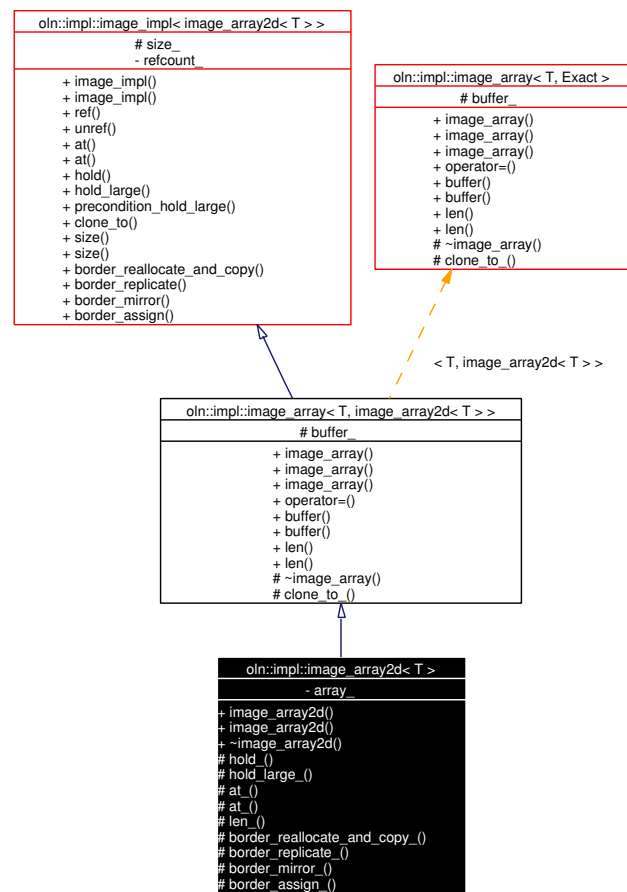 oln::impl::image_impl< image_array2d< T > >
# size_
- refcount_
+ image_impl()
+ image_impl()
+ ref()
+ unref()
+ at()
+ at()
+ hold()
+ hold_large()
+ precondition_hold_large()
+ clone_to()
+ size()
+ size()
+ border_reallocate_and_copy()
+ border_replicate()
+ border_mirror()
+ border_assign()
oln::impl::image_array< T, Exact >
# buffer_
+ image_array()
+ image_array()
+ image_array()
+ operator=()
+ buffer()
+ buffer()
+ len()
+ len()
# ~image_array()
# clone_to_()
< T, image_array2d< T > >
oln::impl::image_array< T, image_array2d< T > >
# buffer_
+ image_array()
+ image_array()
+ image_array()
+ operator=()
+ buffer()
+ buffer()
+ len()
+ len()
# ~image_array()
# clone_to_()
oln::impl::image_array2d< T >
- array_
+ image_array2d()
+ image_array2d()
+ ~image_array2d()
# hold_()
# hold_large_()
# at_()
# at_()
# len_()
# border_reallocate_and_copy_()
# border_replicate_()
# border_mirror_()
# border_assign_()